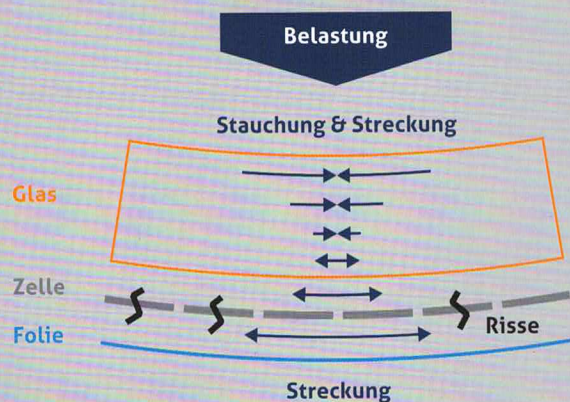 Belastung
Stauchung & Streckung
Glas
Zelle
Folie
Risse
Streckung